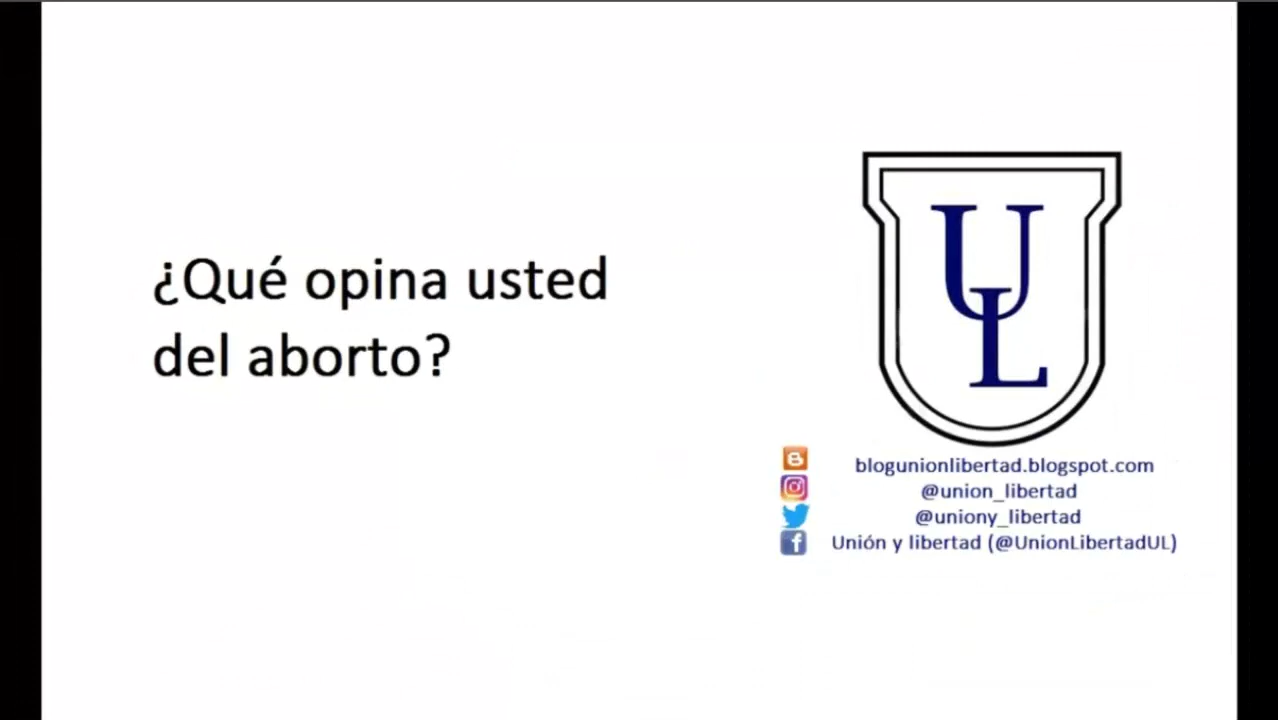 ¿Qué opina usted
del aborto?
UL
blogunionlibertad.blogspot.com
@union_libertad
@uniony_libertad
Unión y libertad (@UnionLibertadUL)